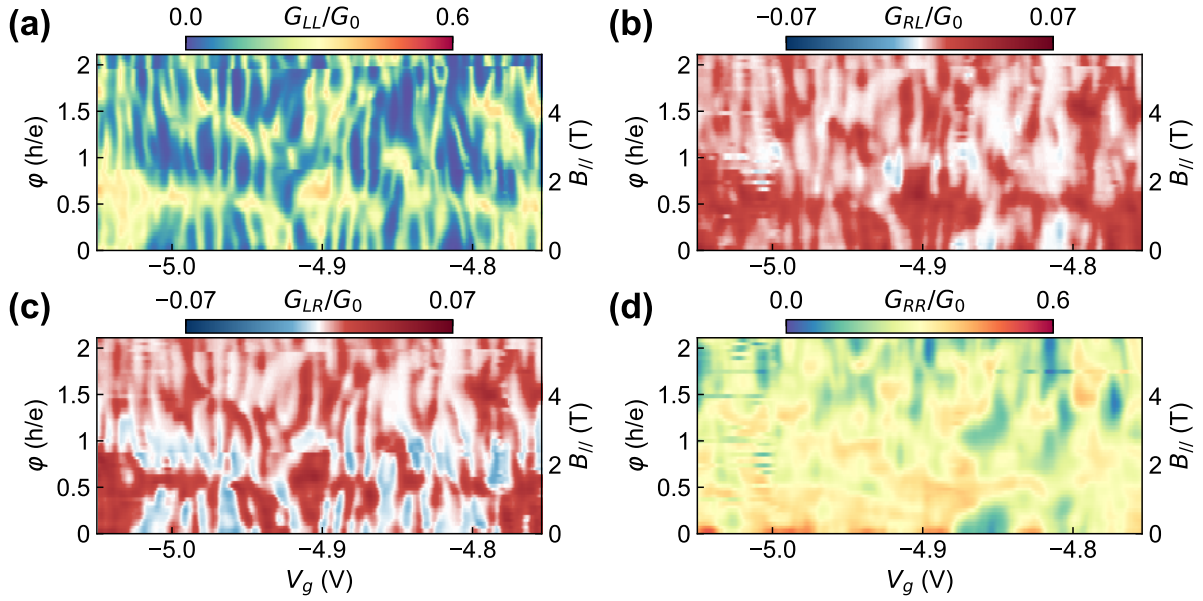 (a)
0.0 G_LL/G_0 0.6
φ (h/e)
2
1.5
1
0.5
0
4
2
0
B_// (T)
−5.0 −4.9 −4.8
(b)
−0.07 G_RL/G_0 0.07
φ (h/e)
2
1.5
1
0.5
0
4
2
0
B_// (T)
−5.0 −4.9 −4.8
(c)
−0.07 G_LR/G_0 0.07
φ (h/e)
2
1.5
1
0.5
0
4
2
0
B_// (T)
−5.0 −4.9 −4.8
V_g (V)
(d)
0.0 G_RR/G_0 0.6
φ (h/e)
2
1.5
1
0.5
0
4
2
0
B_// (T)
−5.0 −4.9 −4.8
V_g (V)